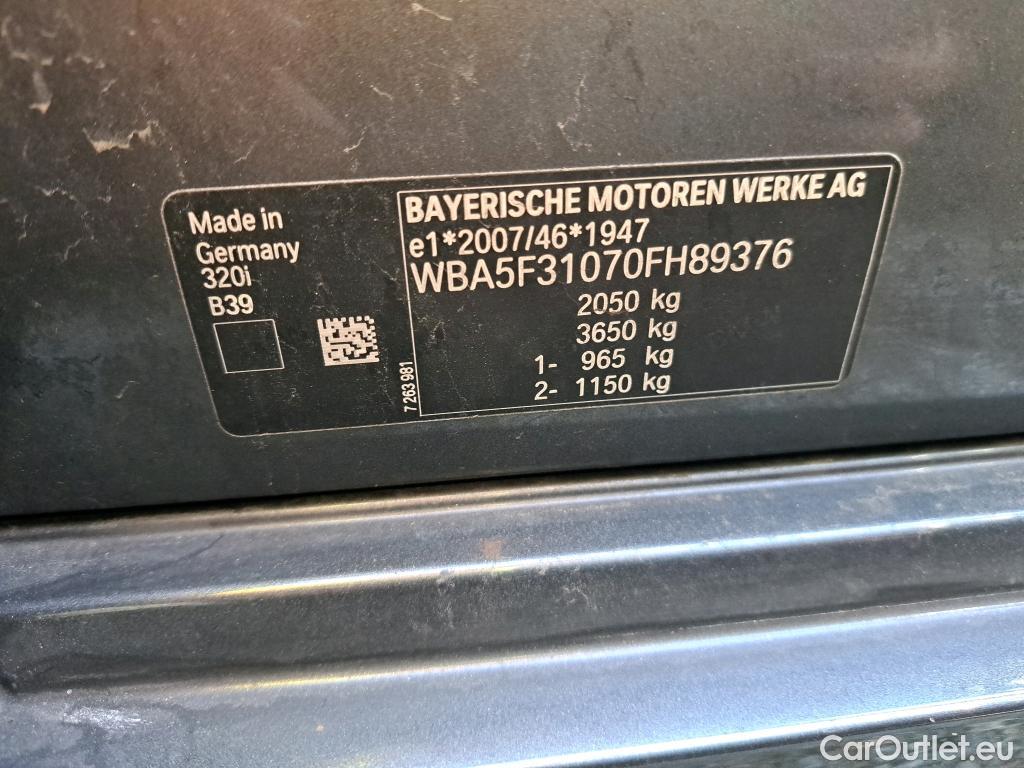 Made in
Germany
320i
B39
7 263 981
BAYERISCHE MOTOREN WERKE AG
e1*2007/46*1947
WBA5F31070FH89376
2050 kg
3650 kg
1- 965 kg
2- 1150 kg
CarOutlet.eu